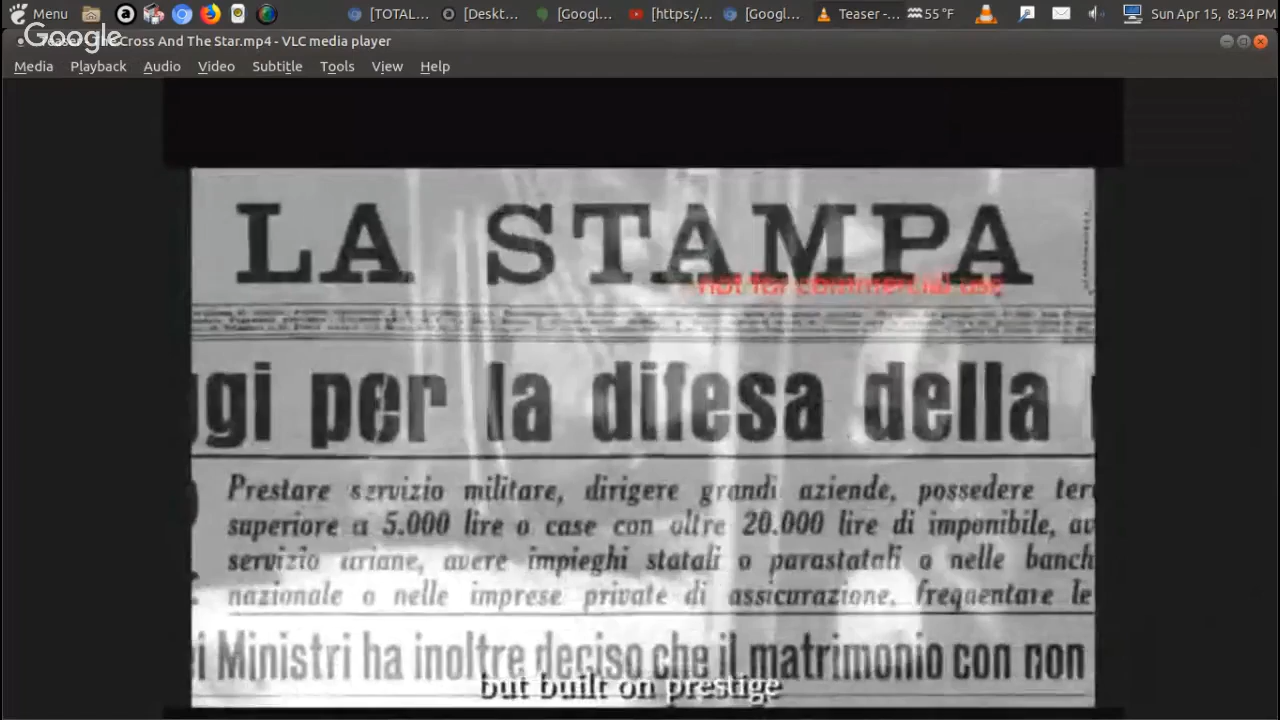 Menu
[TOTAL...
[Deskt...
[Googl...
[https:/...
[Googl...
Teaser -...
55 °F
Sun Apr 15, 8:34 PM
Google
The Cross And The Star.mp4 - VLC media player
Media Playback Audio Video Subtitle Tools View Help
LA STAMPA
not for commercial use
ggi per la difesa della
Prestare servizio militare, dirigere grandi aziende, possedere ter
superiore a 5.000 lire o case con oltre 20.000 lire di imponibile, av
servizio ariane, avere impieghi statali o parastatali o nelle banch
nazionale o nelle imprese private di assicurazione, frequentare le
i Ministri ha inoltre deciso che il matrimonio con non
but built on prestige